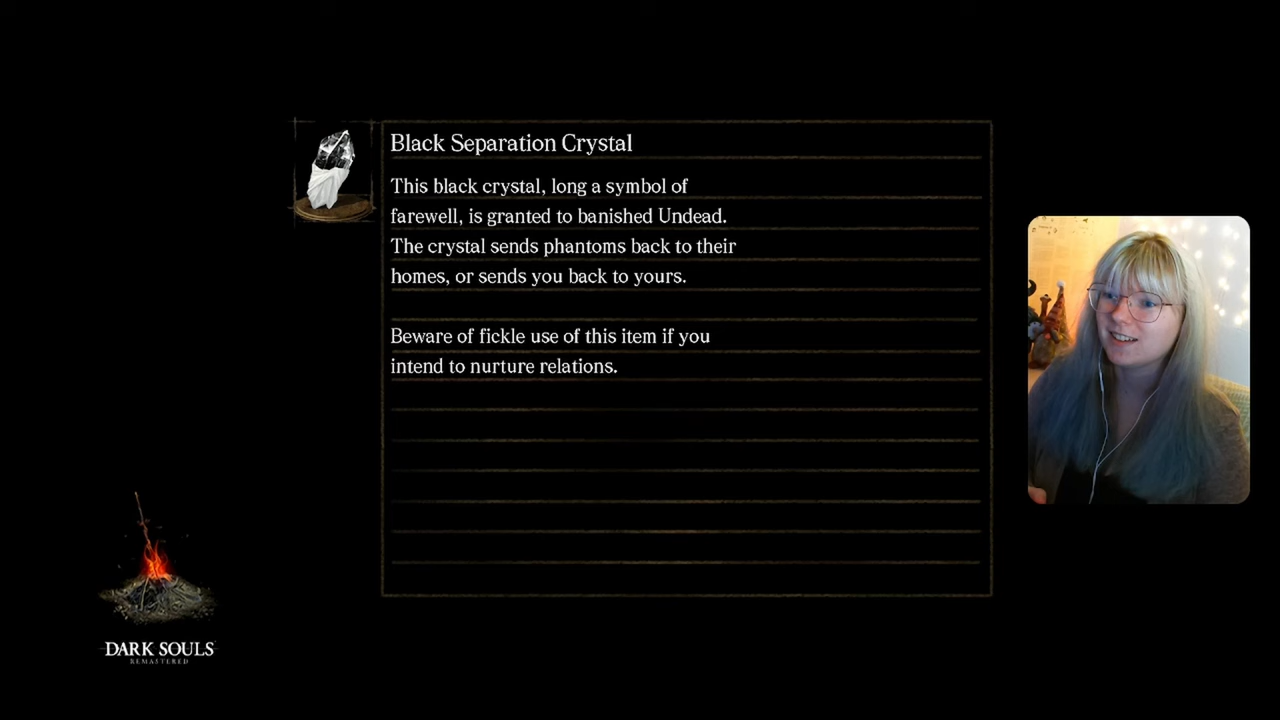 Black Separation Crystal
This black crystal, long a symbol of
farewell, is granted to banished Undead.
The crystal sends phantoms back to their
homes, or sends you back to yours.
Beware of fickle use of this item if you
intend to nurture relations.
DARK SOULS
REMASTERED